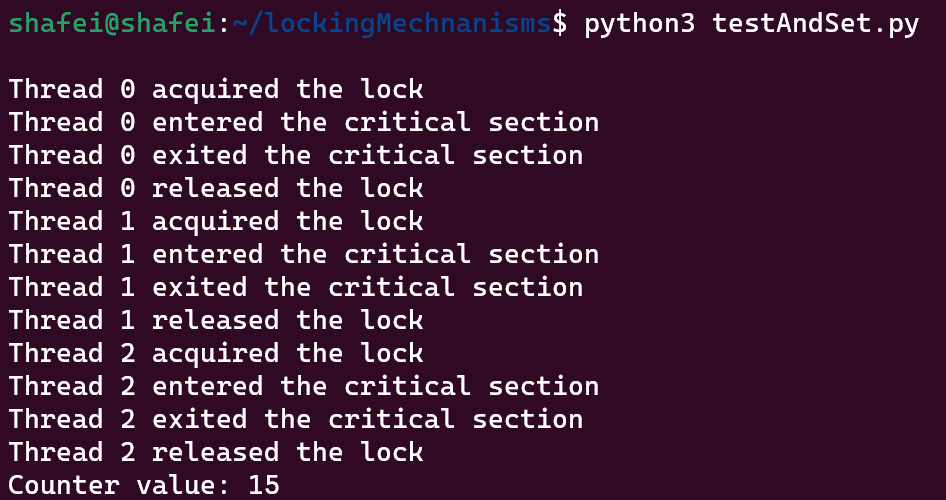 shafei@shafei:~/lockingMechnanisms$ python3 testAndSet.py
Thread 0 acquired the lock
Thread 0 entered the critical section
Thread 0 exited the critical section
Thread 0 released the lock
Thread 1 acquired the lock
Thread 1 entered the critical section
Thread 1 exited the critical section
Thread 1 released the lock
Thread 2 acquired the lock
Thread 2 entered the critical section
Thread 2 exited the critical section
Thread 2 released the lock
Counter value: 15